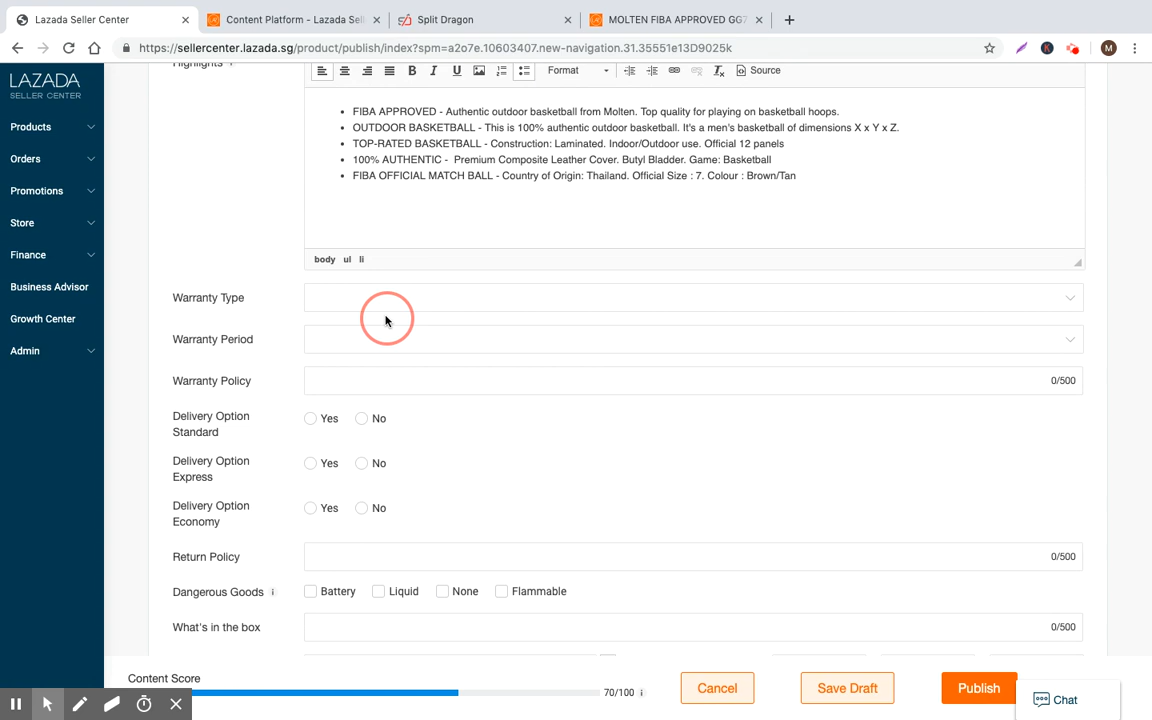 Lazada Seller Center
Content Platform - Lazada Sell
Split Dragon
MOLTEN FIBA APPROVED GG7
https://sellercenter.lazada.sg/product/publish/index?spm=a2o7e.10603407.new-navigation.31.35551e13D9025k
M
LAZADA
SELLER CENTER
Products
Orders
Promotions
Store
Finance
Business Advisor
Growth Center
Admin
Highlights
B I U Format Source
• FIBA APPROVED - Authentic outdoor basketball from Molten. Top quality for playing on basketball hoops.
• OUTDOOR BASKETBALL - This is 100% authentic outdoor basketball. It's a men's basketball of dimensions X x Y x Z.
• TOP-RATED BASKETBALL - Construction: Laminated. Indoor/Outdoor use. Official 12 panels
• 100% AUTHENTIC - Premium Composite Leather Cover. Butyl Bladder. Game: Basketball
• FIBA OFFICIAL MATCH BALL - Country of Origin: Thailand. Official Size : 7. Colour : Brown/Tan
body ul li
Warranty Type
Warranty Period
Warranty Policy 0/500
Delivery Option
Standard
Yes No
Delivery Option
Express
Yes No
Delivery Option
Economy
Yes No
Return Policy 0/500
Dangerous Goods i Battery Liquid None Flammable
What's in the box 0/500
Content Score
70/100 i
Cancel
Save Draft
Publish
Chat